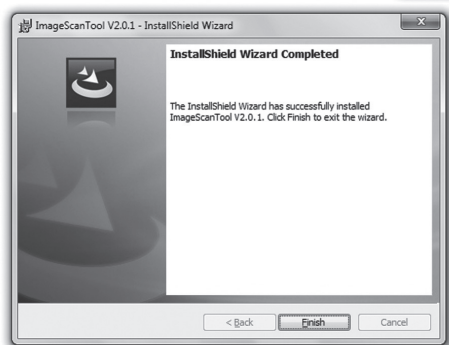 ImageScanTool V2.0.1 - InstallShield Wizard
InstallShield Wizard Completed
The InstallShield Wizard has successfully installed
ImageScanTool V2.0.1. Click Finish to exit the wizard.
< Back
Finish
Cancel